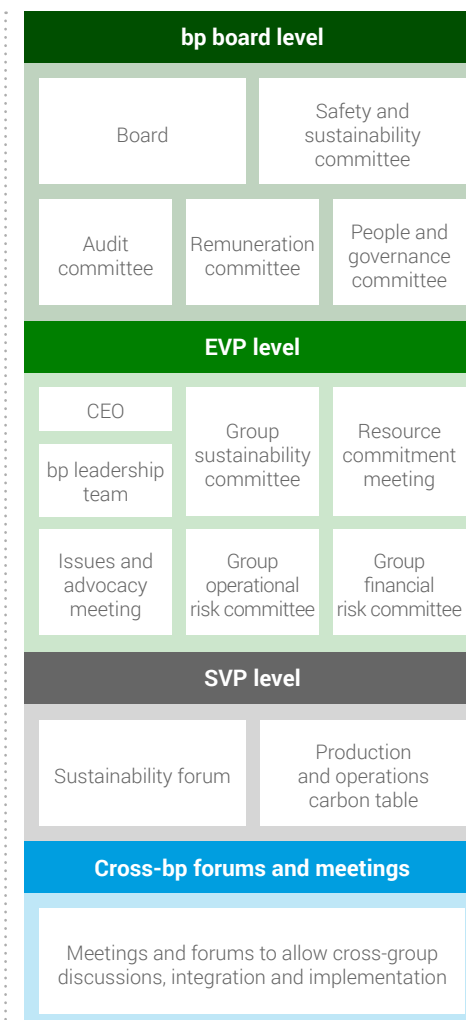 bp board level
Board
Safety and
sustainability
committee
Audit
committee
Remuneration
committee
People and
governance
committee
EVP level
CEO
bp leadership
team
Group
sustainability
committee
Resource
commitment
meeting
Issues and
advocacy
meeting
Group
operational
risk committee
Group
financial
risk committee
SVP level
Sustainability forum
Production
and operations
carbon table
Cross-bp forums and meetings
Meetings and forums to allow cross-group
discussions, integration and implementation